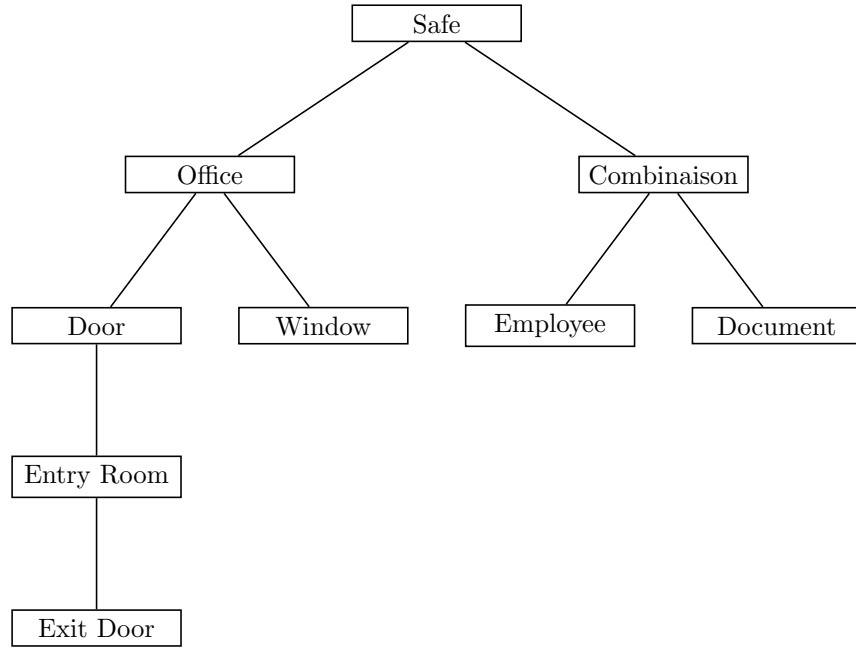 Safe
Office
Combinaison
Door
Window
Employee
Document
Entry Room
Exit Door